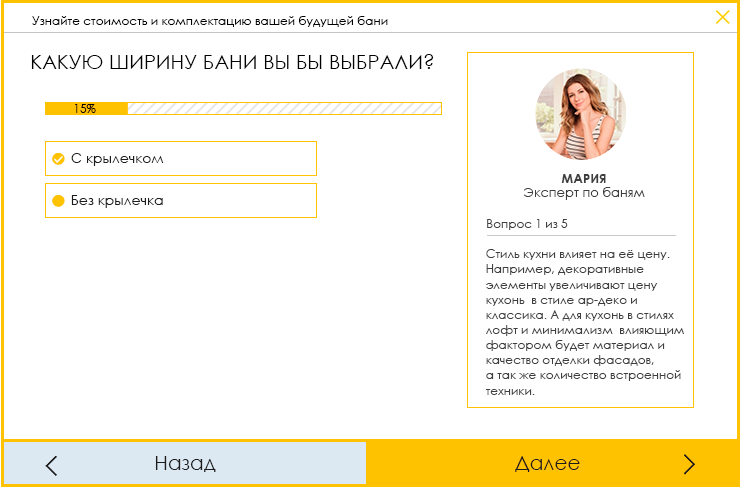 Узнайте стоимость и комплектацию вашей будущей бани
КАКУЮ ШИРИНУ БАНИ ВЫ БЫ ВЫБРАЛИ?
15%
С крылечком
Без крылечка
МАРИЯ
Эксперт по баням
Вопрос 1 из 5
Стиль кухни влияет на её цену.
Например, декоративные
элементы увеличивают цену
кухонь в стиле ар-деко и
классика. А для кухонь в стилях
лофт и минимализм влияющим
фактором будет материал и
качество отделки фасадов,
а так же количество встроенной
техники.
Назад
Далее